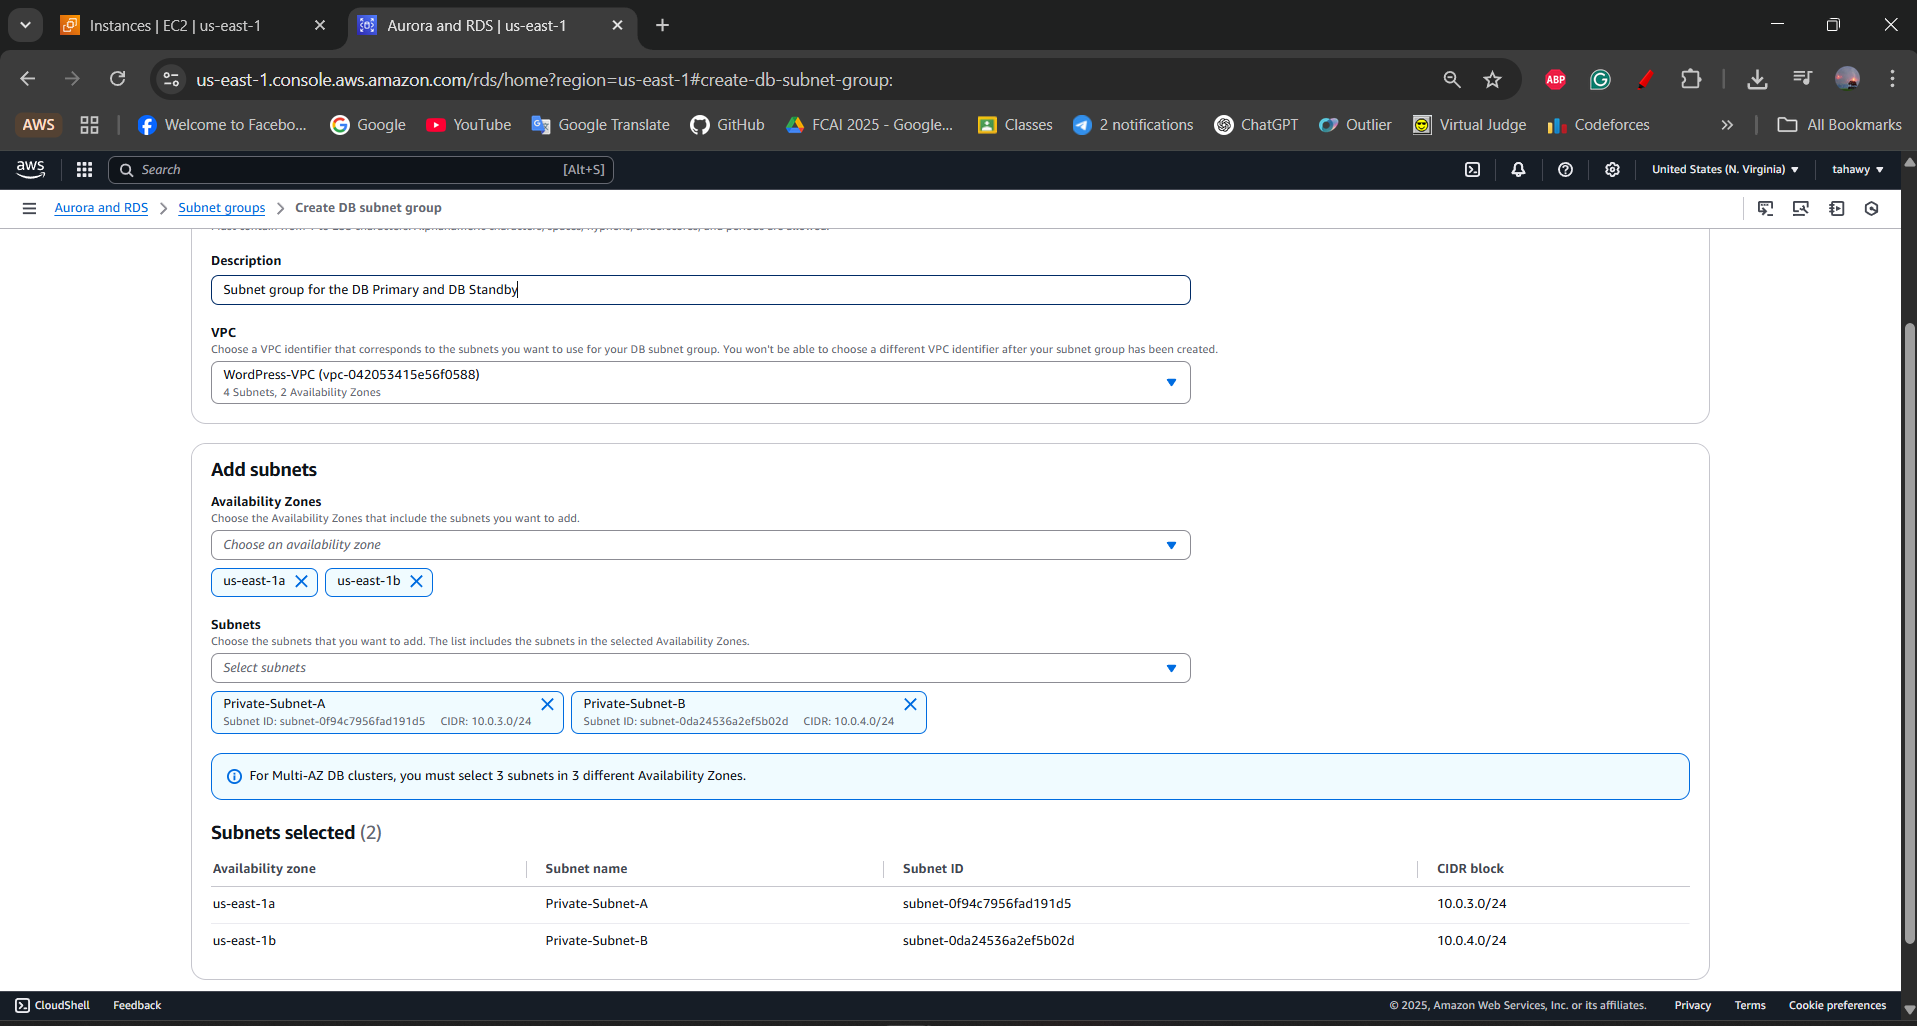 Instances | EC2 | us-east-1
Aurora and RDS | us-east-1
us-east-1.console.aws.amazon.com/rds/home?region=us-east-1#create-db-subnet-group:
ABP
AWS
Welcome to Facebo...
Google
YouTube
Google Translate
GitHub
FCAI 2025 - Google...
Classes
2 notifications
ChatGPT
Outlier
Virtual Judge
Codeforces
All Bookmarks
aws
Search
[Alt+S]
United States (N. Virginia)
tahawy
Aurora and RDS
Subnet groups
Create DB subnet group
Description
Subnet group for the DB Primary and DB Standby
VPC
Choose a VPC identifier that corresponds to the subnets you want to use for your DB subnet group. You won't be able to choose a different VPC identifier after your subnet group has been created.
WordPress-VPC (vpc-042053415e56f0588)
4 Subnets, 2 Availability Zones
Add subnets
Availability Zones
Choose the Availability Zones that include the subnets you want to add.
Choose an availability zone
us-east-1a
us-east-1b
Subnets
Choose the subnets that you want to add. The list includes the subnets in the selected Availability Zones.
Select subnets
Private-Subnet-A
Subnet ID: subnet-0f94c7956fad191d5 CIDR: 10.0.3.0/24
Private-Subnet-B
Subnet ID: subnet-0da24536a2ef5b02d CIDR: 10.0.4.0/24
For Multi-AZ DB clusters, you must select 3 subnets in 3 different Availability Zones.
Subnets selected (2)
Availability zone Subnet name Subnet ID CIDR block
us-east-1a Private-Subnet-A subnet-0f94c7956fad191d5 10.0.3.0/24
us-east-1b Private-Subnet-B subnet-0da24536a2ef5b02d 10.0.4.0/24
CloudShell
Feedback
© 2025, Amazon Web Services, Inc. or its affiliates.
Privacy
Terms
Cookie preferences